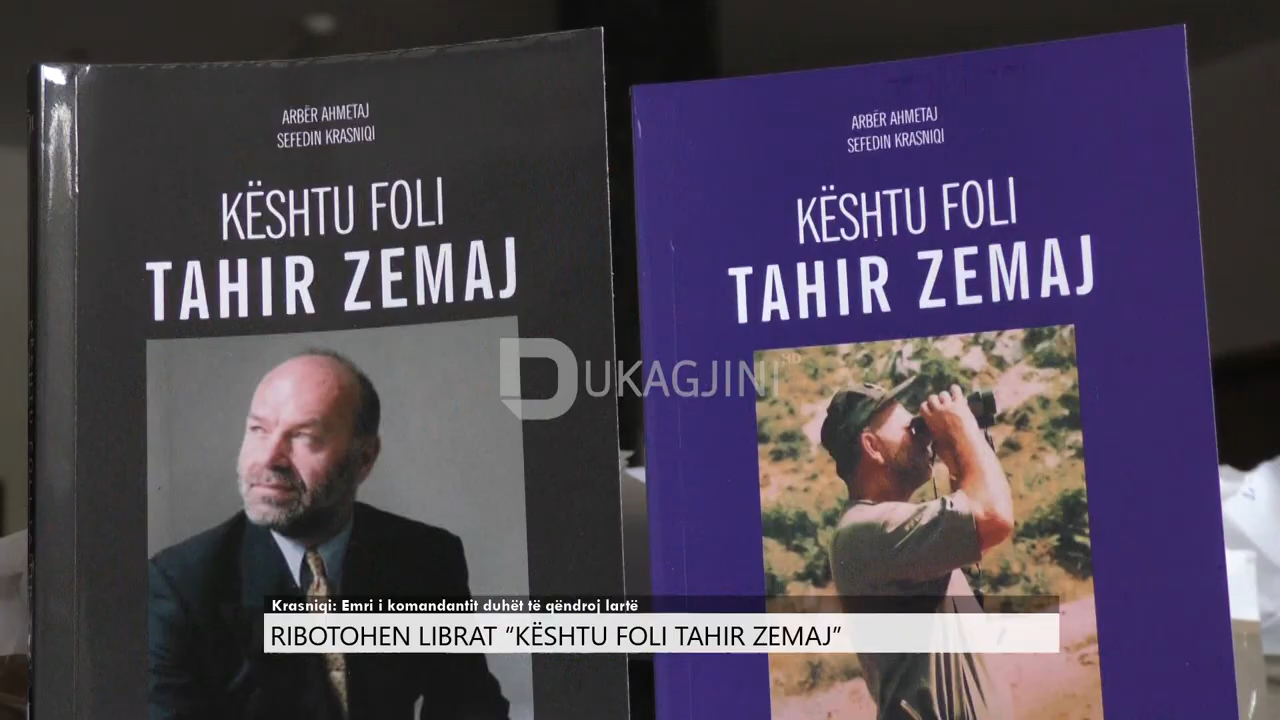 ARBËR AHMETAJ
SEFEDIN KRASNIQI
KËSHTU FOLI
TAHIR ZEMAJ
ARBËR AHMETAJ
SEFEDIN KRASNIQI
KËSHTU FOLI
TAHIR ZEMAJ
DUKAGJINI
HD
Krasniqi: Emri i komandantit duhët të qëndroj lartë
RIBOTOHEN LIBRAT “KËSHTU FOLI TAHIR ZEMAJ”